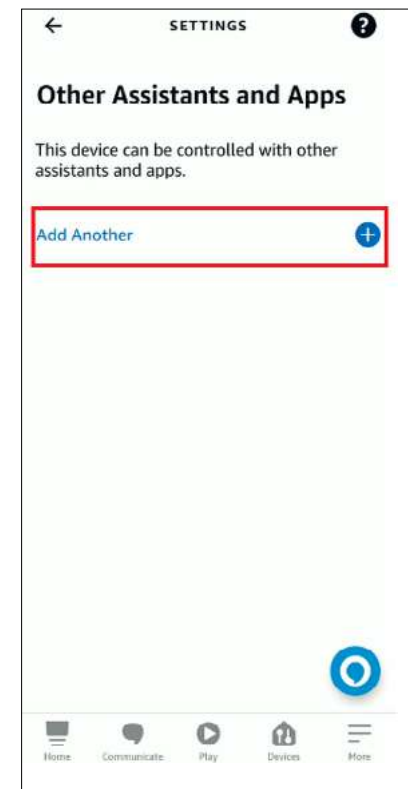 SETTINGS
?
Other Assistants and Apps
This device can be controlled with other
assistants and apps.
Add Another
Home Communicate Play Devices More